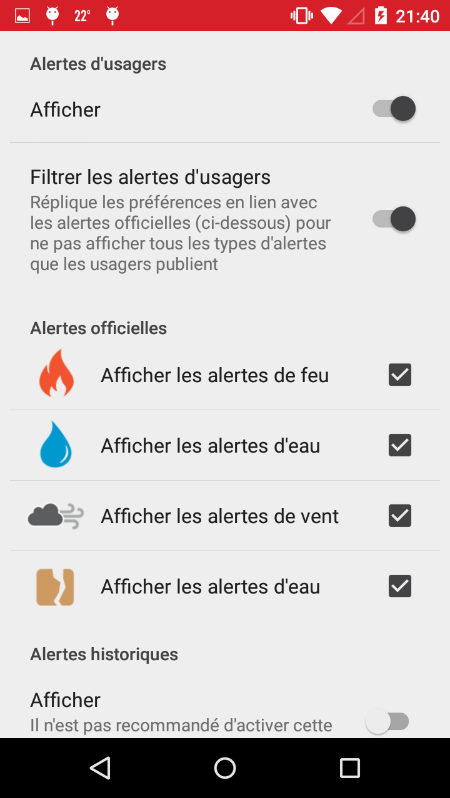 22°
21:40
Alertes d'usagers
Afficher
Filtrer les alertes d'usagers
Réplique les préférences en lien avec
les alertes officielles (ci-dessous) pour
ne pas afficher tous les types d'alertes
que les usagers publient
Alertes officielles
Afficher les alertes de feu
Afficher les alertes d'eau
Afficher les alertes de vent
Afficher les alertes d'eau
Alertes historiques
Afficher
Il n'est pas recommandé d'activer cette